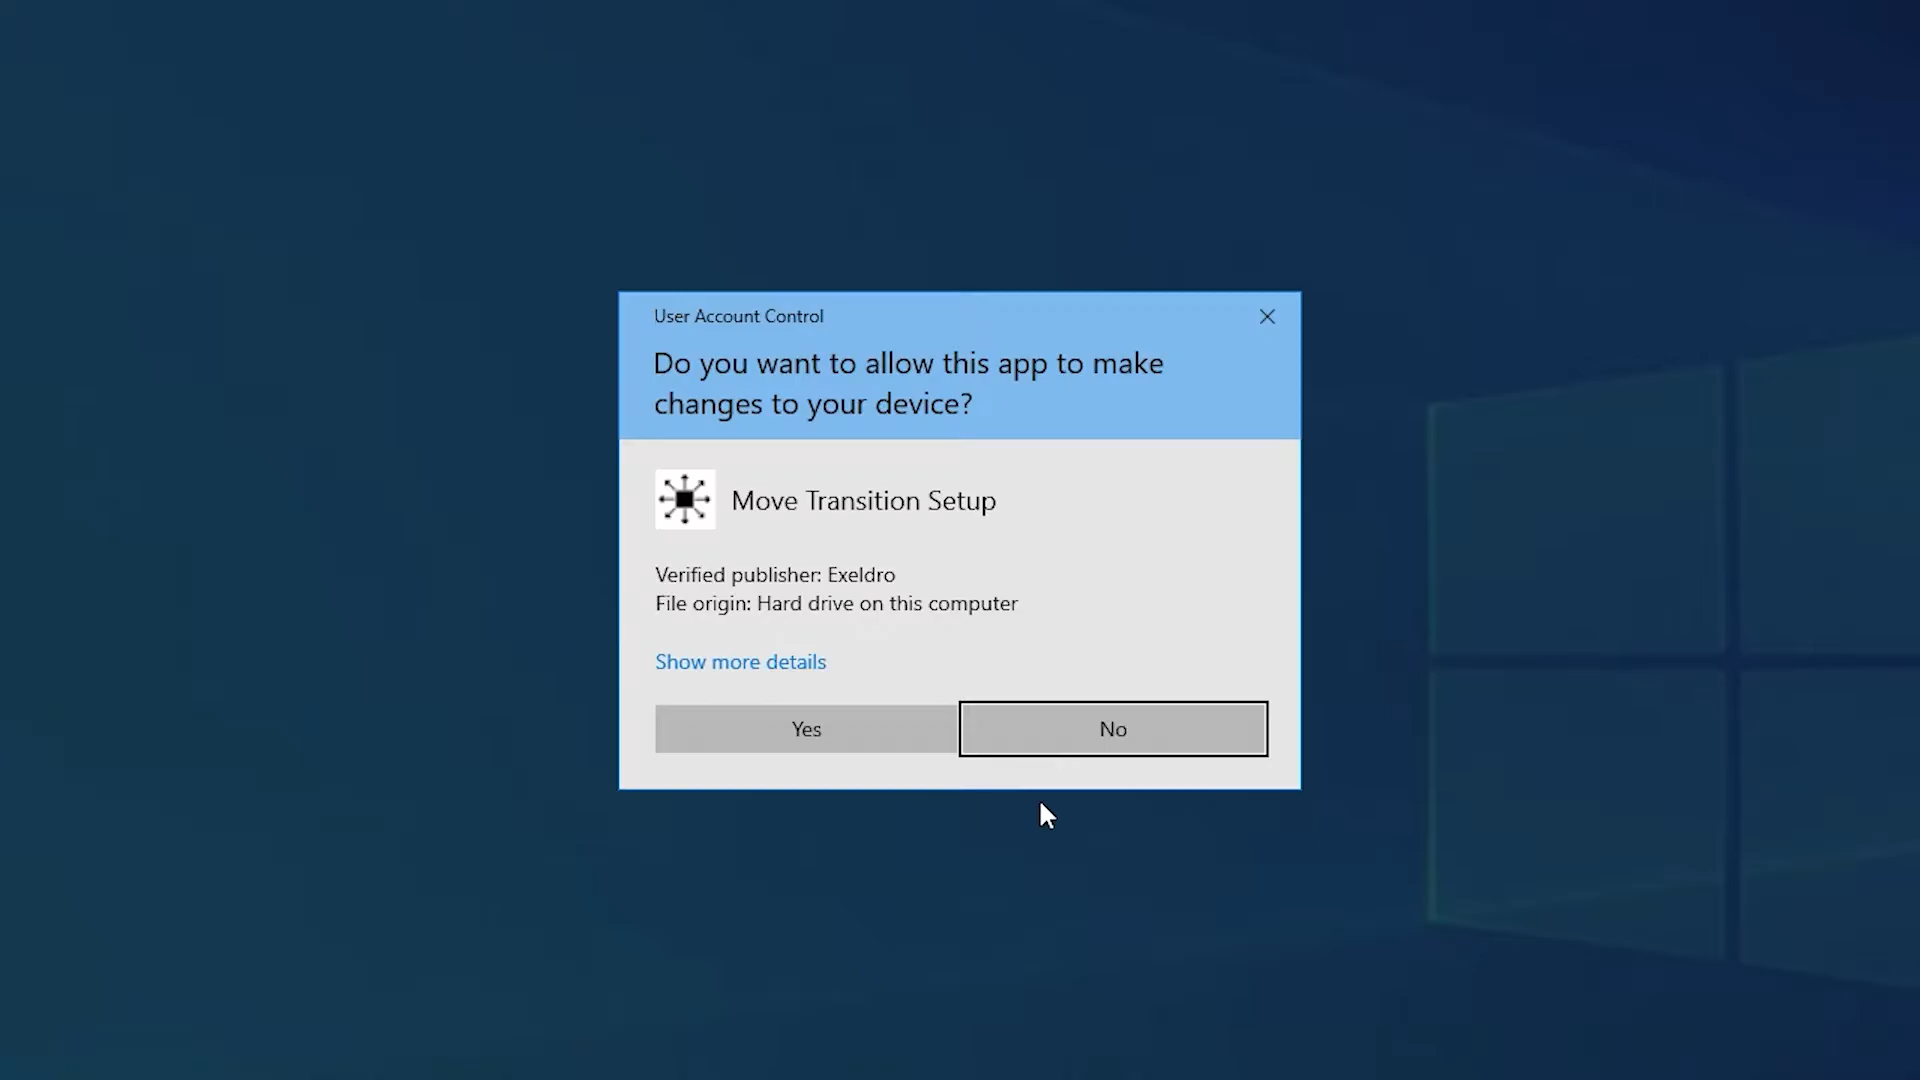 User Account Control
Do you want to allow this app to make
changes to your device?
Move Transition Setup
Verified publisher: Exeldro
File origin: Hard drive on this computer
Show more details
Yes
No